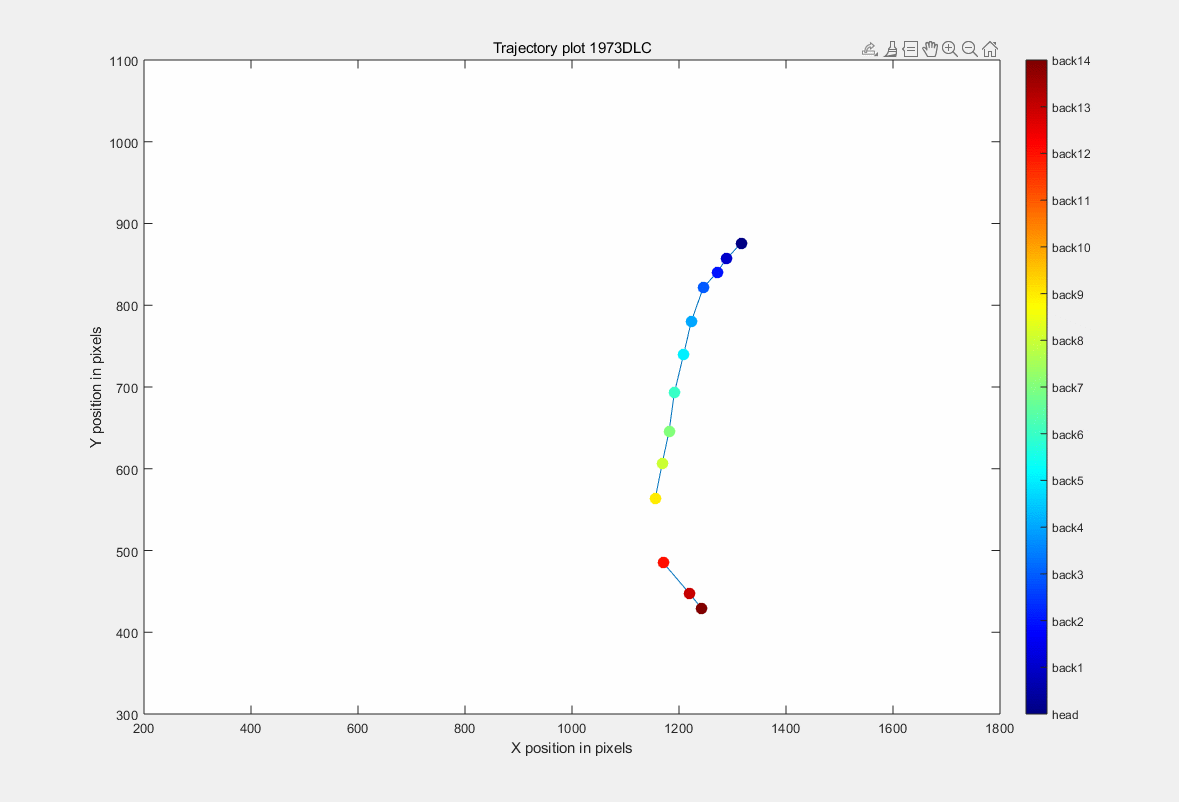 Trajectory plot 1973DLC
1100
1000
900
800
700
600
500
400
300
Y position in pixels
200 400 600 800 1000 1200 1400 1600 1800
X position in pixels
back14
back13
back12
back11
back10
back9
back8
back7
back6
back5
back4
back3
back2
back1
head